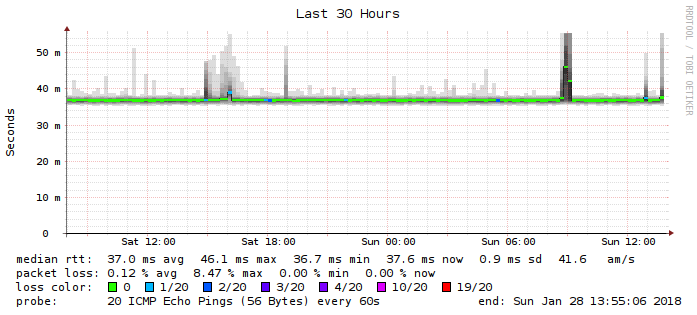 Last 30 Hours
RRDTOOL / TOBI OETIKER
Seconds
50 m
40 m
30 m
20 m
10 m
0
Sat 12:00 Sat 18:00 Sun 00:00 Sun 06:00 Sun 12:00
median rtt: 37.0 ms avg 46.1 ms max 36.7 ms min 37.6 ms now 0.9 ms sd 41.6 am/s
packet loss: 0.12 % avg 8.47 % max 0.00 % min 0.00 % now
loss color: 0 1/20 2/20 3/20 4/20 10/20 19/20
probe: 20 ICMP Echo Pings (56 Bytes) every 60s end: Sun Jan 28 13:55:06 2018